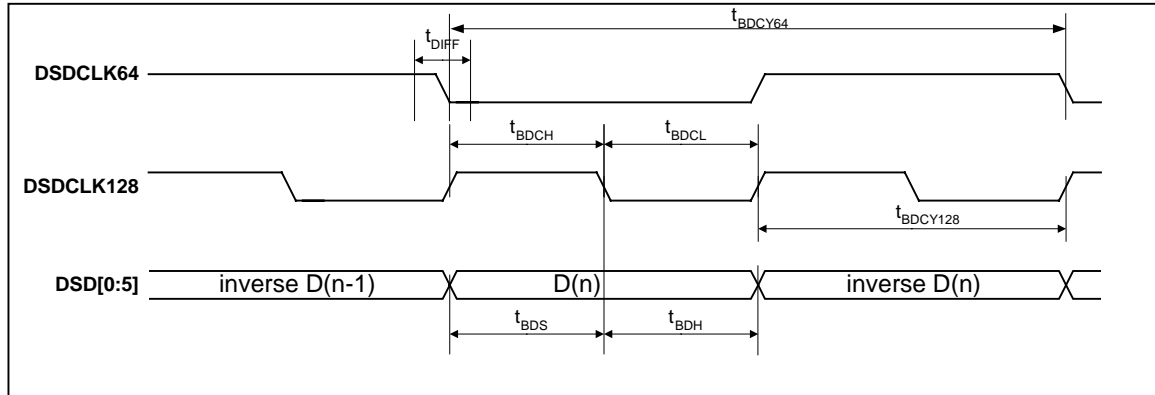 tBDCY64
tDIFF
DSDCLK64
tBDCH tBDCL
DSDCLK128
tBDCY128
DSD[0:5] inverse D(n-1) D(n) inverse D(n)
tBDS tBDH